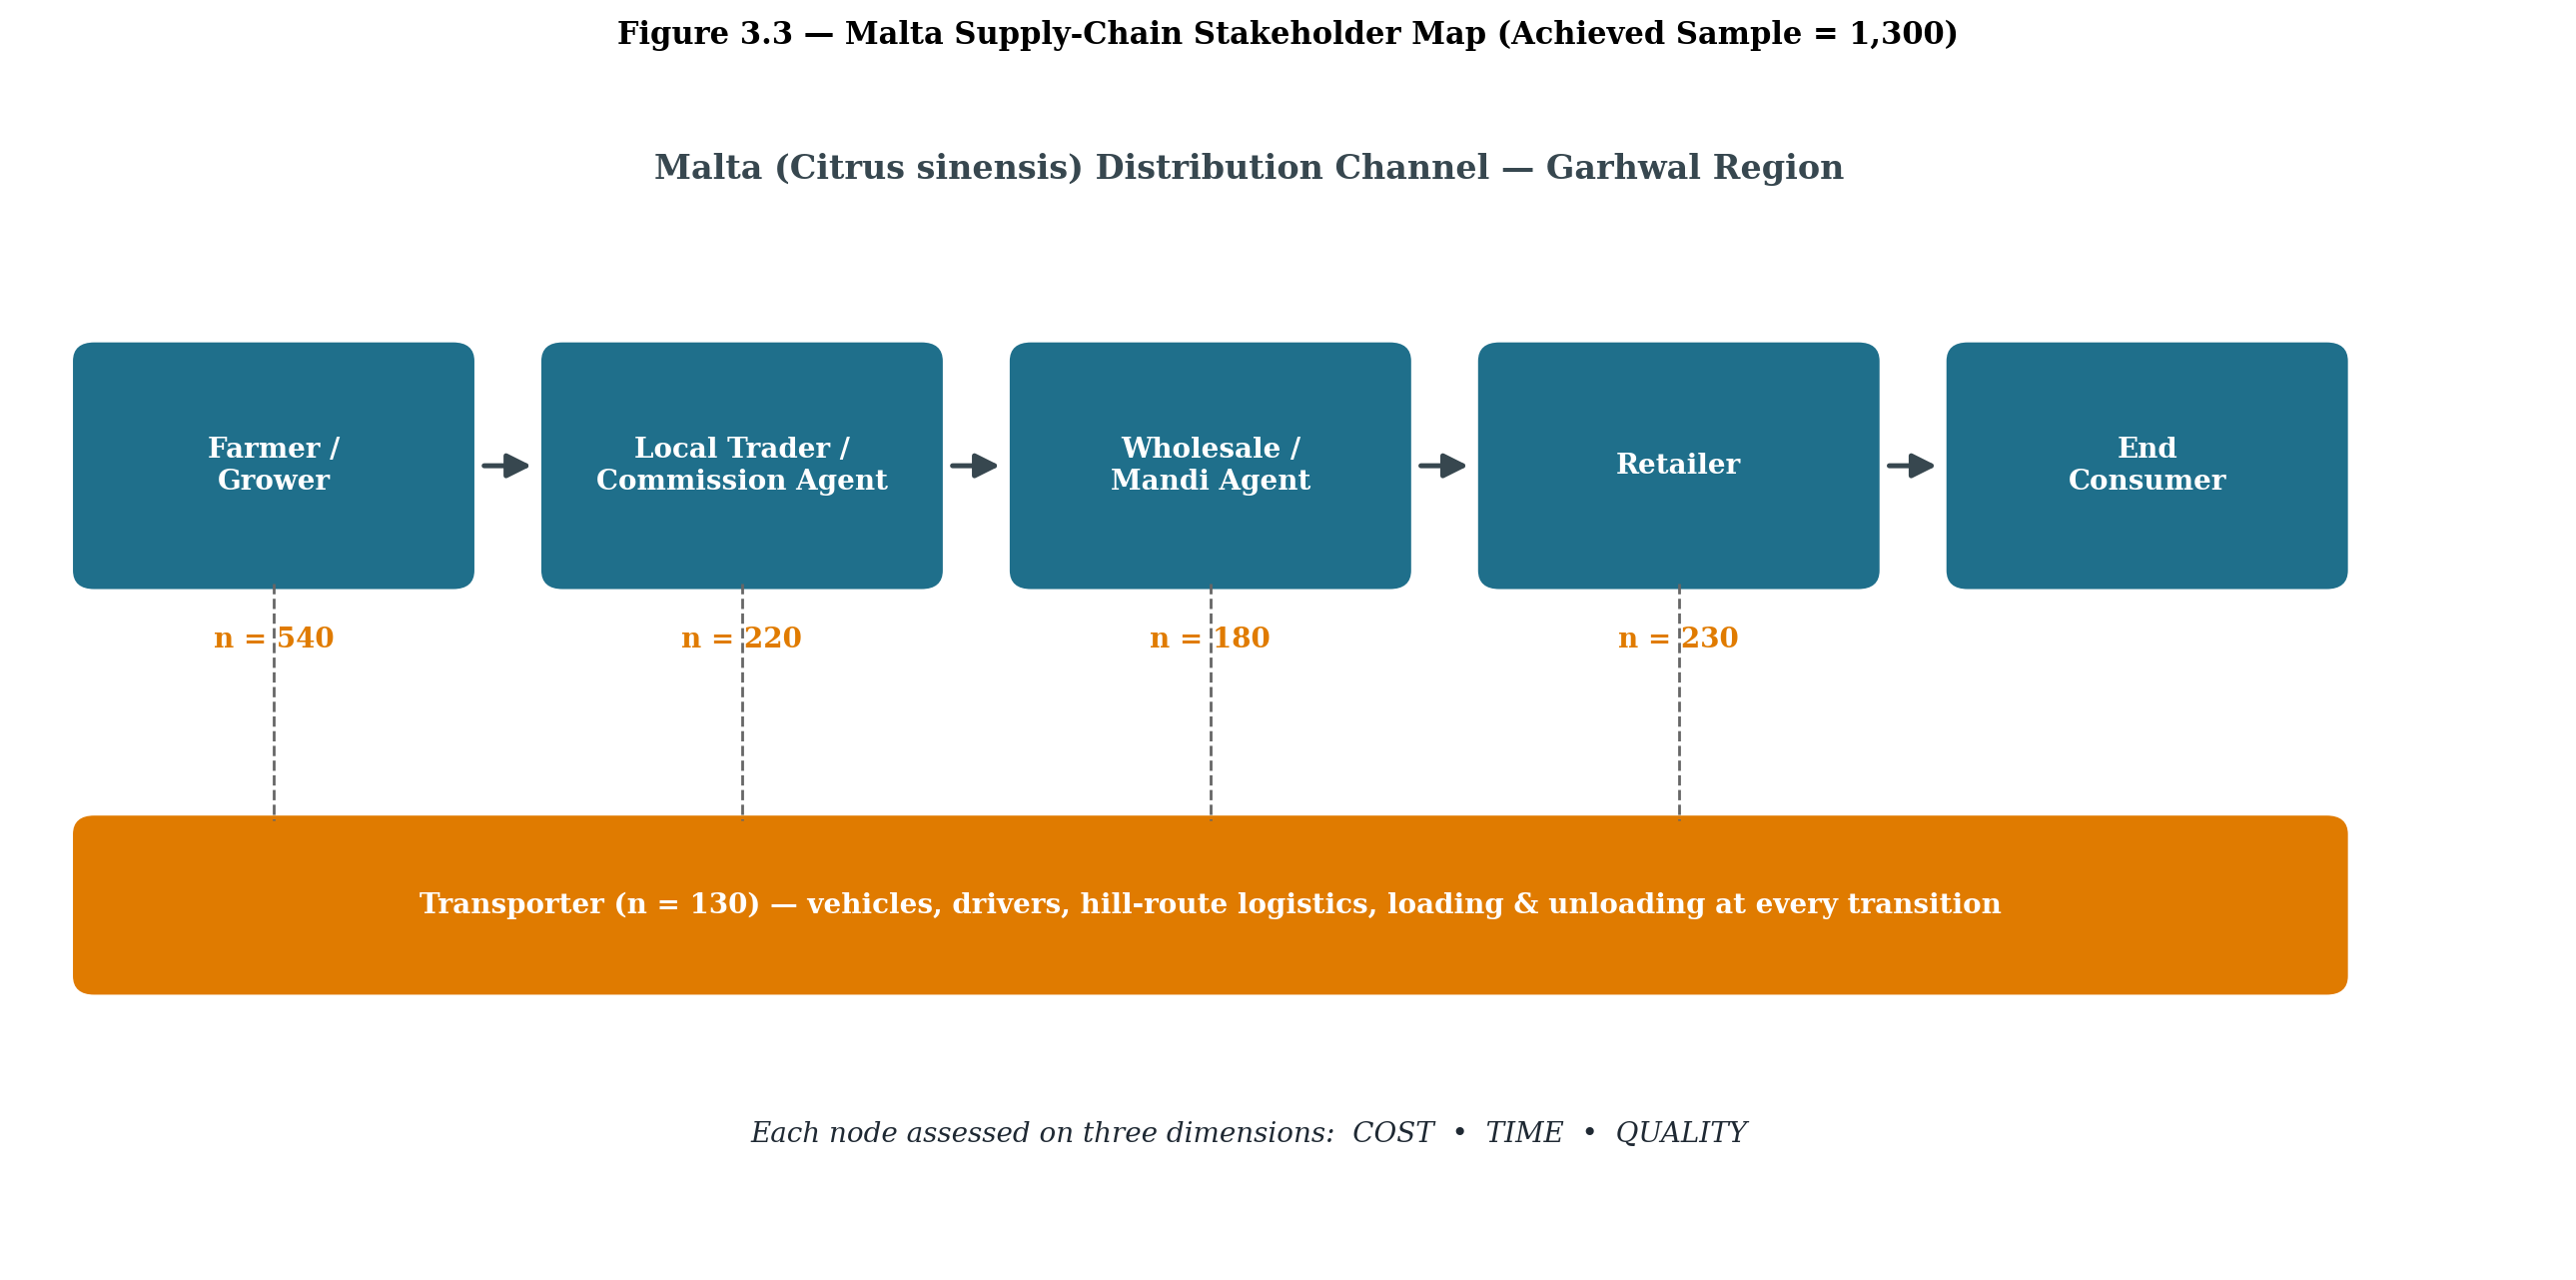 Figure 3.3 — Malta Supply-Chain Stakeholder Map (Achieved Sample = 1,300)
Malta (Citrus sinensis) Distribution Channel — Garhwal Region
Farmer /
Grower
Local Trader /
Commission Agent
Wholesale /
Mandi Agent
Retailer
End
Consumer
n = 540
n = 220
n = 180
n = 230
Transporter (n = 130) — vehicles, drivers, hill-route logistics, loading & unloading at every transition
Each node assessed on three dimensions: COST • TIME • QUALITY